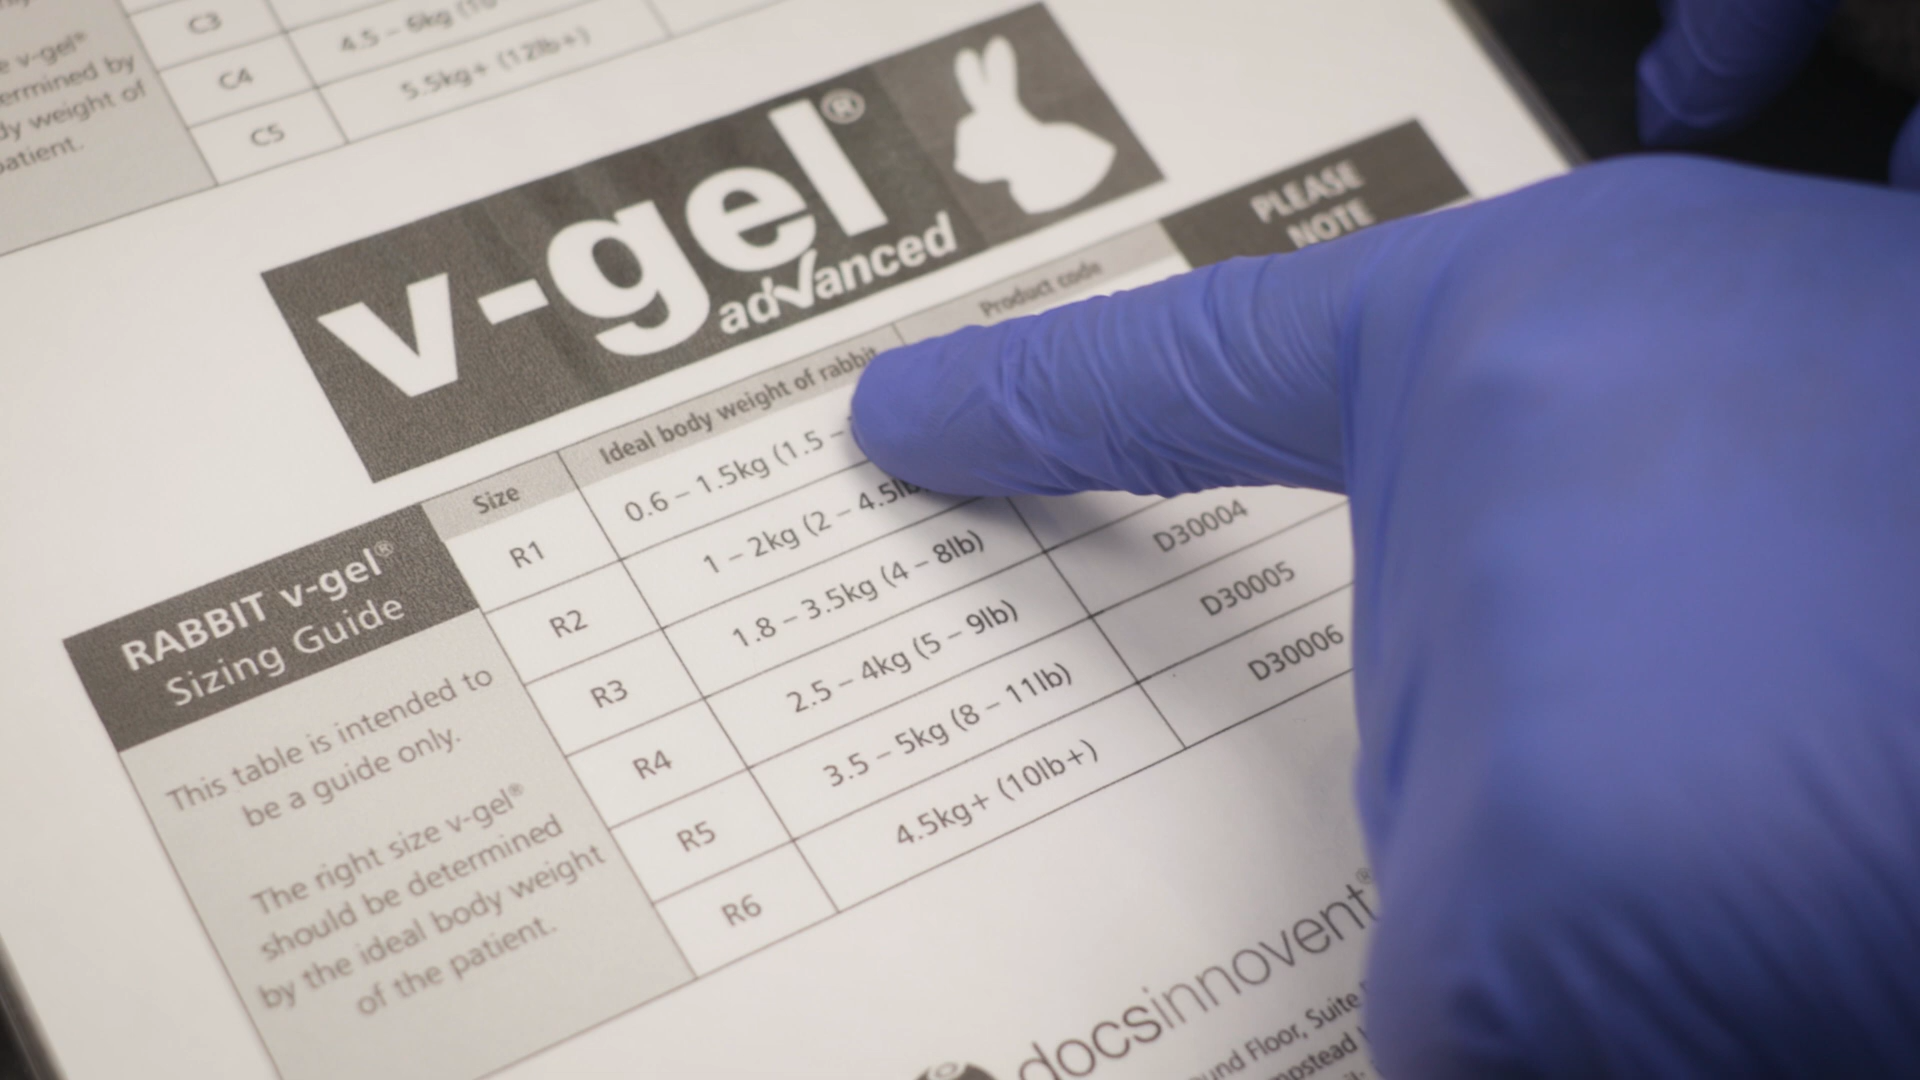 e v-gel®
ermined by
dy weight of
patient.
C3
C4
C5
4.5 – 6kg (10
5.5kg+ (12lb+)
v-gel®
advanced
PLEASE
NOTE
RABBIT v-gel®
Sizing Guide
This table is intended to
be a guide only.
The right size v-gel®
should be determined
by the ideal body weight
of the patient.
Size Ideal body weight of rabbit Product code
R1 0.6 – 1.5kg (1.5 –
R2 1 – 2kg (2 – 4.5lb
R3 1.8 – 3.5kg (4 – 8lb)
R4 2.5 – 4kg (5 – 9lb) D30004
R5 3.5 – 5kg (8 – 11lb) D30005
R6 4.5kg+ (10lb+) D30006
docsinnovent®
und Floor, Suite
mpstead